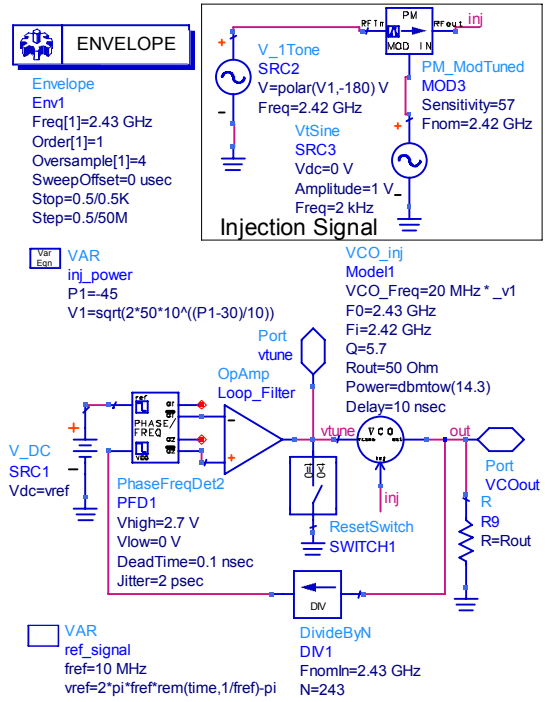 ENVELOPE
Envelope
Env1
Freq[1]=2.43 GHz
Order[1]=1
Oversample[1]=4
SweepOffset=0 usec
Stop=0.5/0.5K
Step=0.5/50M
V_1Tone
SRC2
V=polar(V1,-180) V
Freq=2.42 GHz
PM
RFout
MOD IN
inj
PM_ModTuned
MOD3
Sensitivity=57
Fnom=2.42 GHz
VtSine
SRC3
Vdc=0 V
Amplitude=1 V
Freq=2 kHz
Injection Signal
Var
Eqn
VAR
inj_power
P1=-45
V1=sqrt(2*50*10^((P1-30)/10))
VCO_inj
Model1
VCO_Freq=20 MHz * _v1
F0=2.43 GHz
Fi=2.42 GHz
Q=5.7
Rout=50 Ohm
Power=dbmtow(14.3)
Delay=10 nsec
Port
vtune
OpAmp
Loop_Filter
ref
PHASE/
FREQ
VCO
V_DC
SRC1
Vdc=vref
PhaseFreqDet2
PFD1
Vhigh=2.7 V
Vlow=0 V
DeadTime=0.1 nsec
Jitter=2 psec
vtune
VCO
out
inj
Port
VCOout
ResetSwitch
SWITCH1
R
R9
R=Rout
DIV
DivideByN
DIV1
FnomIn=2.43 GHz
N=243
VAR
ref_signal
fref=10 MHz
vref=2*pi*fref*rem(time,1/fref)-pi